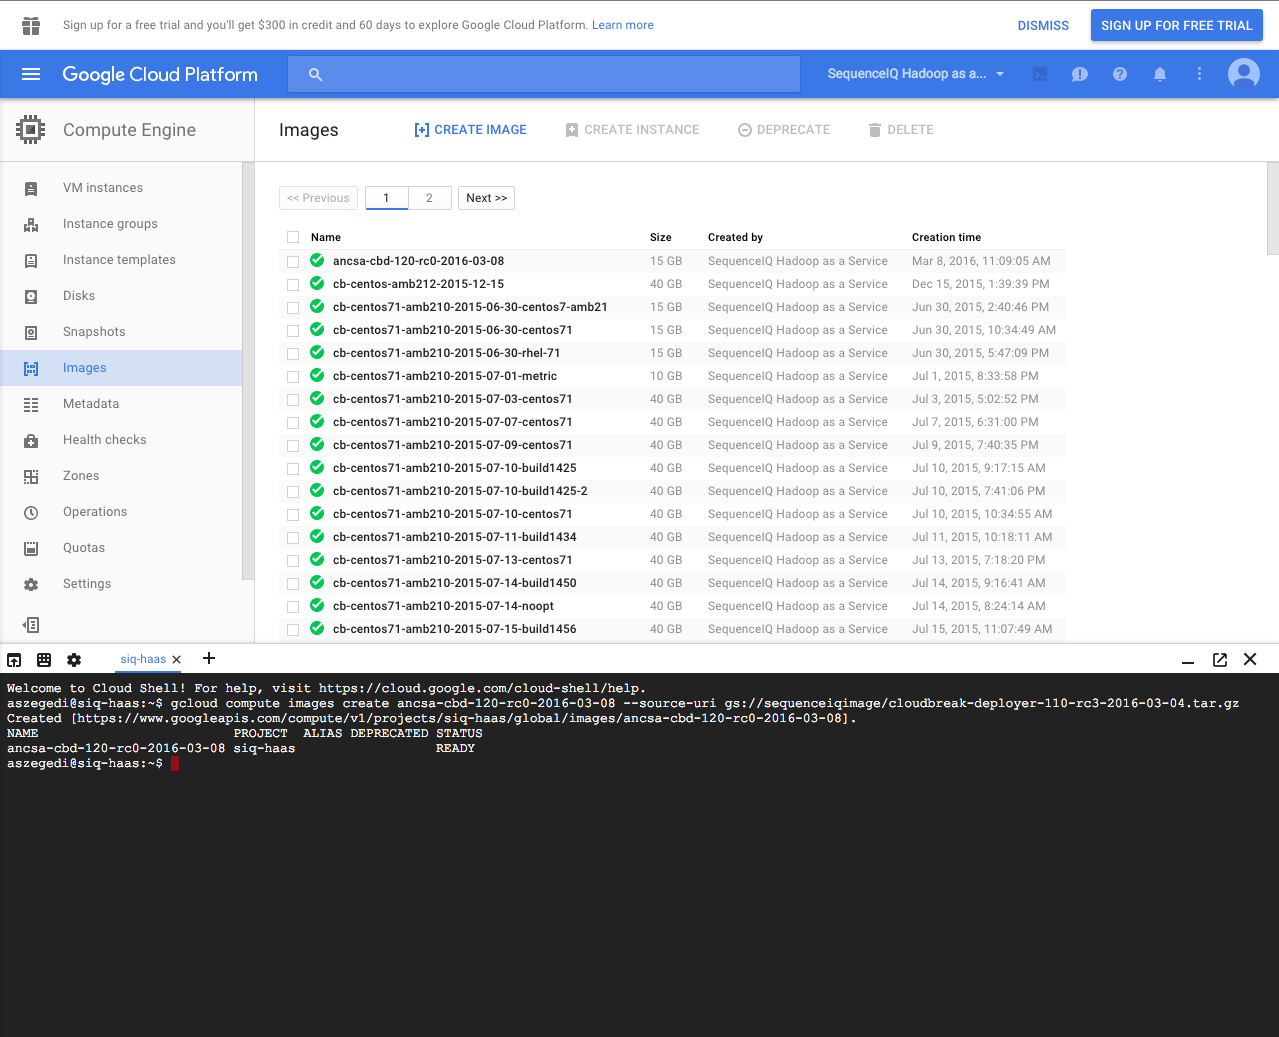 Sign up for a free trial and you'll get $300 in credit and 60 days to explore Google Cloud Platform. Learn more
DISMISS
SIGN UP FOR FREE TRIAL
Google Cloud Platform
SequenceIQ Hadoop as a...
Compute Engine
Images
CREATE IMAGE
CREATE INSTANCE
DEPRECATE
DELETE
VM instances
Instance groups
Instance templates
Disks
Snapshots
Images
Metadata
Health checks
Zones
Operations
Quotas
Settings
<< Previous 1 2 Next >>
Name Size Created by Creation time
ancsa-cbd-120-rc0-2016-03-08 15 GB SequenceIQ Hadoop as a Service Mar 8, 2016, 11:09:05 AM
cb-centos-amb212-2015-12-15 40 GB SequenceIQ Hadoop as a Service Dec 15, 2015, 1:39:39 PM
cb-centos71-amb210-2015-06-30-centos7-amb21 15 GB SequenceIQ Hadoop as a Service Jun 30, 2015, 2:40:46 PM
cb-centos71-amb210-2015-06-30-centos71 15 GB SequenceIQ Hadoop as a Service Jun 30, 2015, 10:34:49 AM
cb-centos71-amb210-2015-06-30-rhel-71 15 GB SequenceIQ Hadoop as a Service Jun 30, 2015, 5:47:09 PM
cb-centos71-amb210-2015-07-01-metric 10 GB SequenceIQ Hadoop as a Service Jul 1, 2015, 8:33:58 PM
cb-centos71-amb210-2015-07-03-centos71 40 GB SequenceIQ Hadoop as a Service Jul 3, 2015, 5:02:52 PM
cb-centos71-amb210-2015-07-07-centos71 40 GB SequenceIQ Hadoop as a Service Jul 7, 2015, 6:31:00 PM
cb-centos71-amb210-2015-07-09-centos71 40 GB SequenceIQ Hadoop as a Service Jul 9, 2015, 7:40:35 PM
cb-centos71-amb210-2015-07-10-build1425 40 GB SequenceIQ Hadoop as a Service Jul 10, 2015, 9:17:15 AM
cb-centos71-amb210-2015-07-10-build1425-2 40 GB SequenceIQ Hadoop as a Service Jul 10, 2015, 7:41:06 PM
cb-centos71-amb210-2015-07-10-centos71 40 GB SequenceIQ Hadoop as a Service Jul 10, 2015, 10:34:55 AM
cb-centos71-amb210-2015-07-11-build1434 40 GB SequenceIQ Hadoop as a Service Jul 11, 2015, 10:18:11 AM
cb-centos71-amb210-2015-07-13-centos71 40 GB SequenceIQ Hadoop as a Service Jul 13, 2015, 7:18:20 PM
cb-centos71-amb210-2015-07-14-build1450 40 GB SequenceIQ Hadoop as a Service Jul 14, 2015, 9:16:41 AM
cb-centos71-amb210-2015-07-14-noopt 40 GB SequenceIQ Hadoop as a Service Jul 14, 2015, 8:24:14 AM
cb-centos71-amb210-2015-07-15-build1456 40 GB SequenceIQ Hadoop as a Service Jul 15, 2015, 11:07:49 AM
siq-haas
Welcome to Cloud Shell! For help, visit https://cloud.google.com/cloud-shell/help.
aszegedi@siq-haas:~$ gcloud compute images create ancsa-cbd-120-rc0-2016-03-08 --source-uri gs://sequenceiqimage/cloudbreak-deployer-110-rc3-2016-03-04.tar.gz
Created [https://www.googleapis.com/compute/v1/projects/siq-haas/global/images/ancsa-cbd-120-rc0-2016-03-08].
NAME PROJECT ALIAS DEPRECATED STATUS
ancsa-cbd-120-rc0-2016-03-08 siq-haas READY
aszegedi@siq-haas:~$